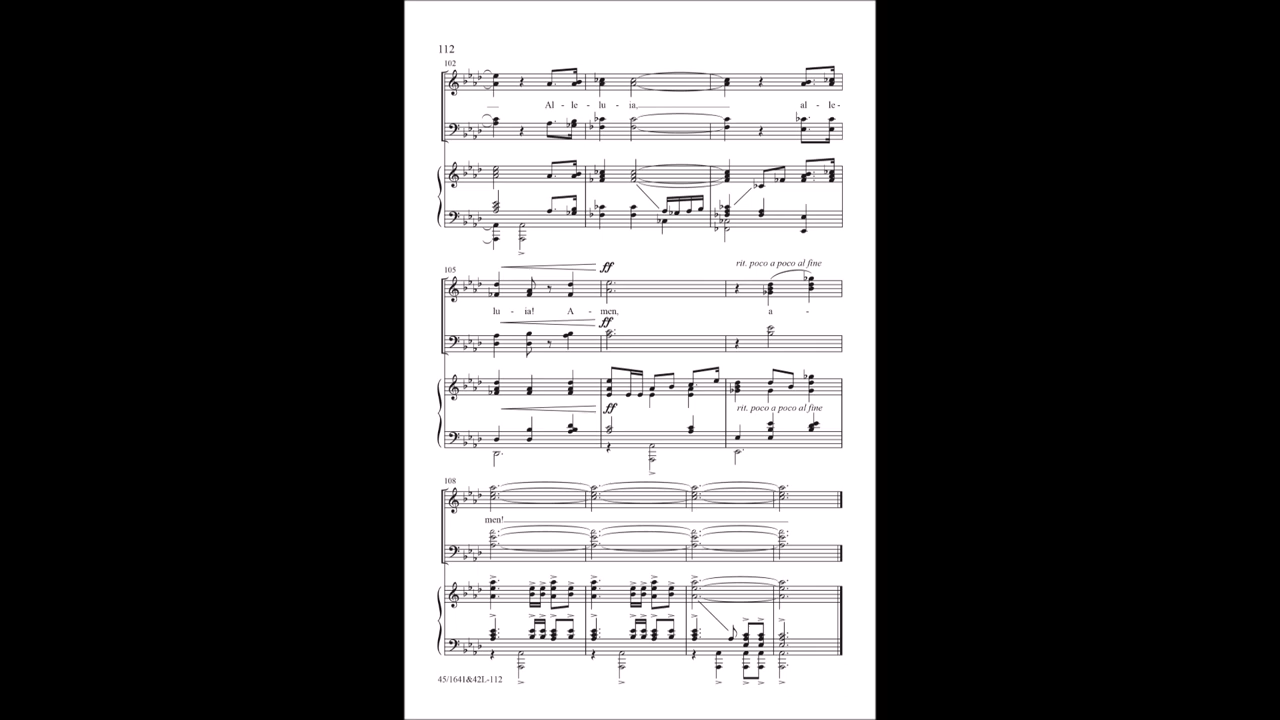 112
102
Al - le - lu - ia, al - le -
105
ff
rit. poco a poco al fine
lu - ia! A - men, a -
ff
ff
rit. poco a poco al fine
108
men!
45/1641&42L-112